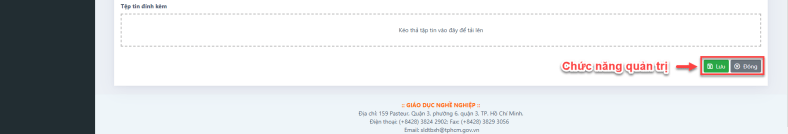 Tệp tin đính kèm
Kéo thả tập tin vào đây để tải lên
Chức năng quản trị
Lưu
Đóng
:: GIÁO DỤC NGHỀ NGHIỆP ::
Địa chỉ: 159 Pasteur, Quận 3, phường 6, quận 3, TP. Hồ Chí Minh.
Điện thoại: (+8428) 3824 2902; Fax: (+8428) 3829 3056
Email: sldtbxh@tphcm.gov.vn